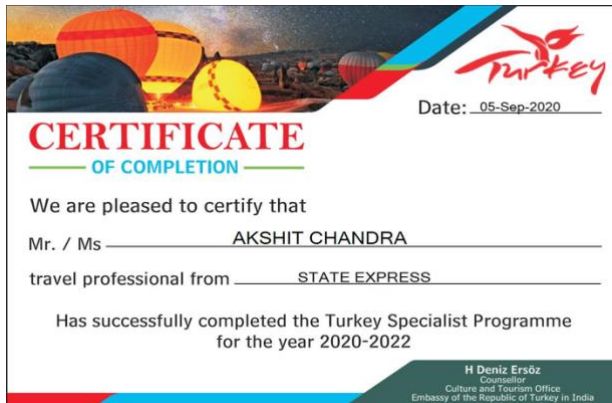 Turkey
Date: 05-Sep-2020
CERTIFICATE
OF COMPLETION
We are pleased to certify that
Mr. / Ms AKSHIT CHANDRA
travel professional from STATE EXPRESS
Has successfully completed the Turkey Specialist Programme
for the year 2020-2022
H Deniz Ersöz
Counsellor
Culture and Tourism Office
Embassy of the Republic of Turkey in India